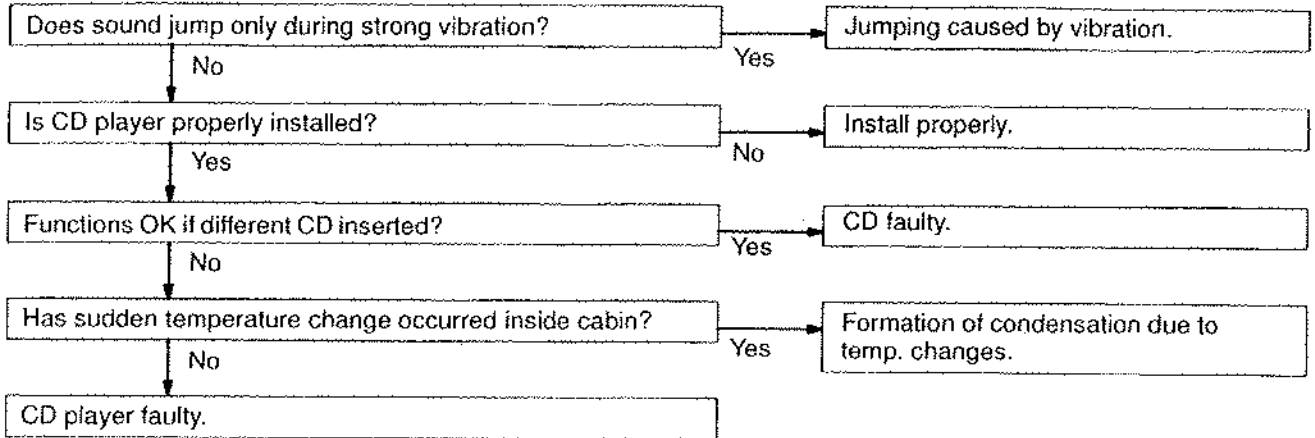 Does sound jump only during strong vibration?
Yes
Jumping caused by vibration.
No
Is CD player properly installed?
No
Install properly.
Yes
Functions OK if different CD inserted?
Yes
CD faulty.
No
Has sudden temperature change occurred inside cabin?
Yes
Formation of condensation due to
temp. changes.
No
CD player faulty.